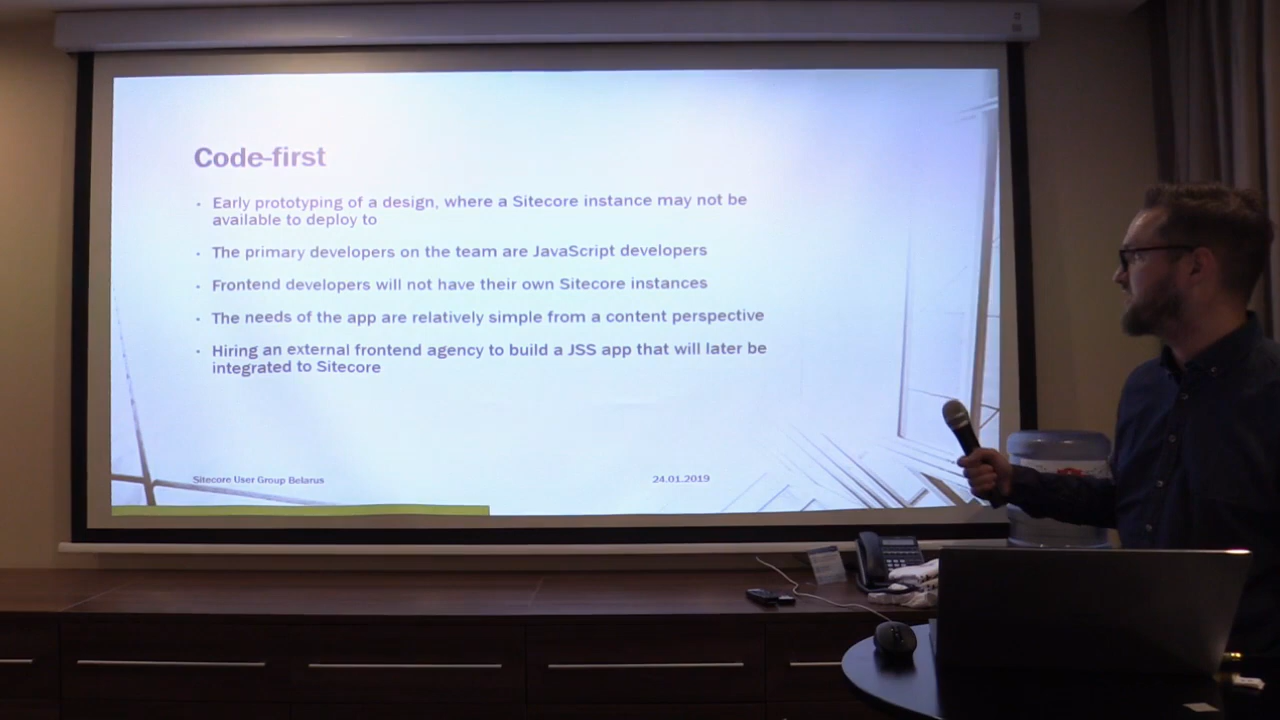 Code-first
• Early prototyping of a design, where a Sitecore instance may not be
available to deploy to
• The primary developers on the team are JavaScript developers
• Frontend developers will not have their own Sitecore instances
• The needs of the app are relatively simple from a content perspective
• Hiring an external frontend agency to build a JSS app that will later be
integrated to Sitecore
Sitecore User Group Belarus
24.01.2019